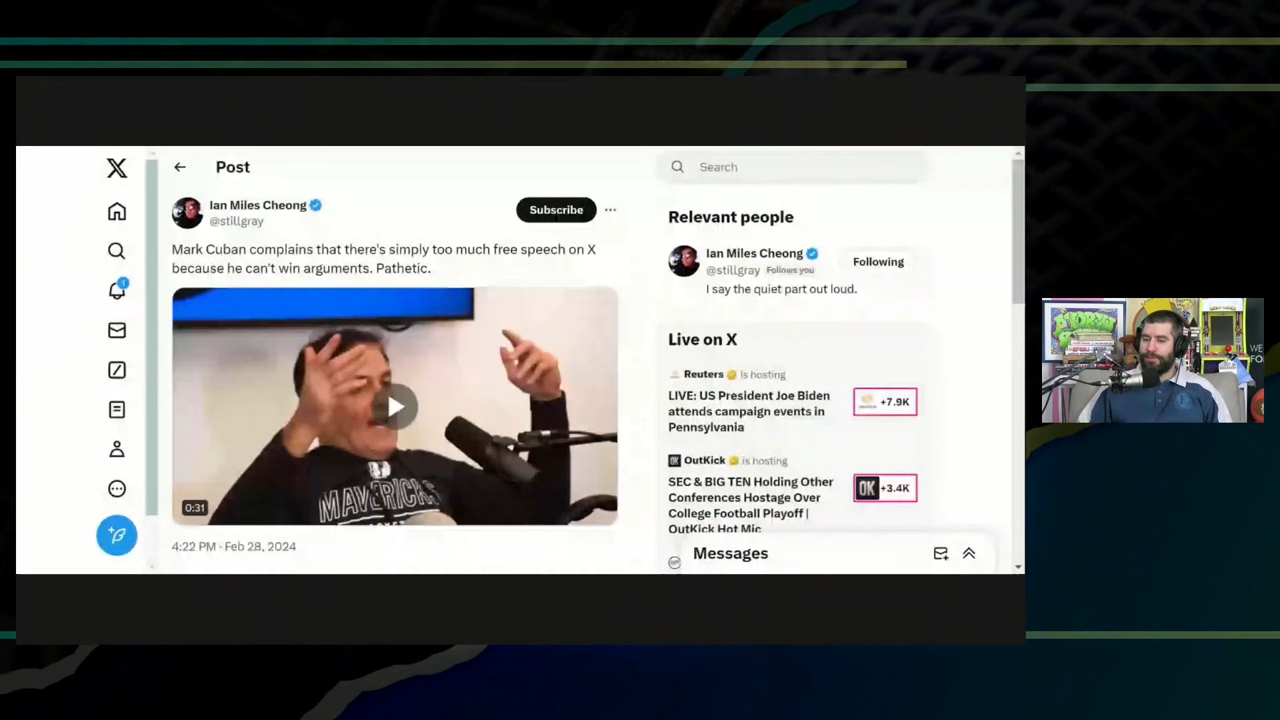 Post
Search
Ian Miles Cheong
@stillgray
Subscribe
Mark Cuban complains that there's simply too much free speech on X
because he can't win arguments. Pathetic.
MAVERICKS
0:31
4:22 PM · Feb 28, 2024
Relevant people
Ian Miles Cheong
@stillgray Follows you
Following
I say the quiet part out loud.
Live on X
Reuters is hosting
LIVE: US President Joe Biden
attends campaign events in
Pennsylvania
+7.9K
OutKick is hosting
SEC & BIG TEN Holding Other
Conferences Hostage Over
College Football Playoff |
OutKick Hot Mic
OK +3.4K
Messages
1
WE
FO